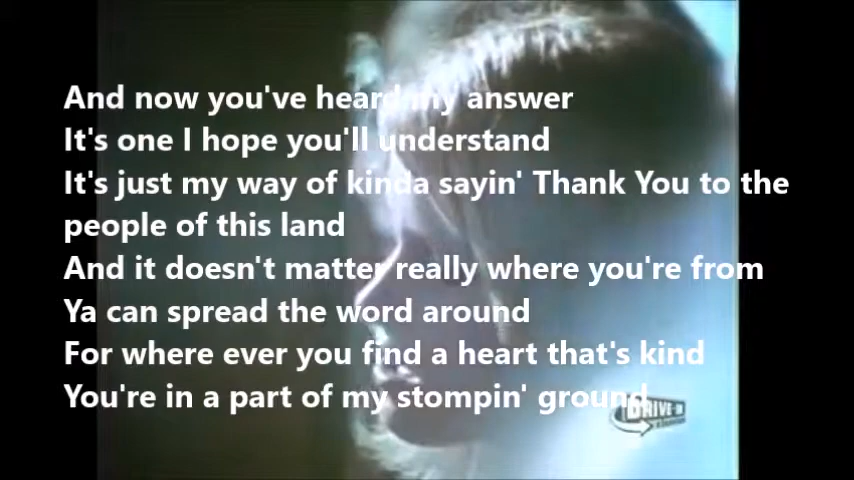 And now you've heard my answer
It's one I hope you'll understand
It's just my way of kinda sayin' Thank You to the
people of this land
And it doesn't matter really where you're from
Ya can spread the word around
For where ever you find a heart that's kind
You're in a part of my stompin' ground
DRIVE-IN